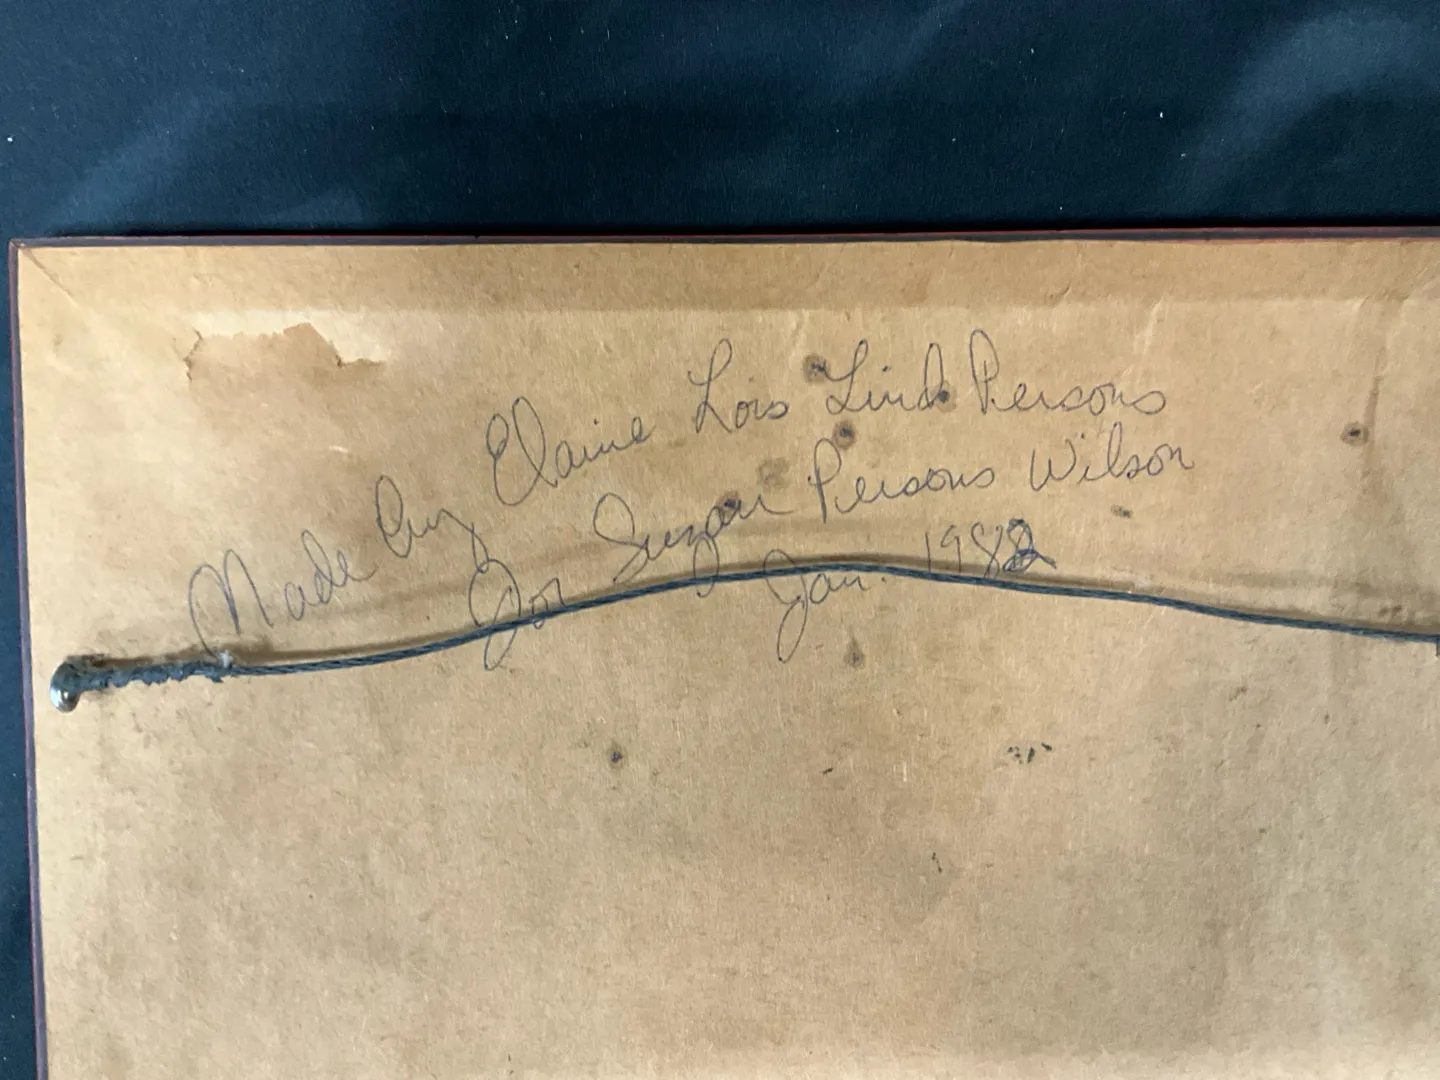 Made by Elaine Lois Lind Persons
For Suzan Persons Wilson
Jan. 1982